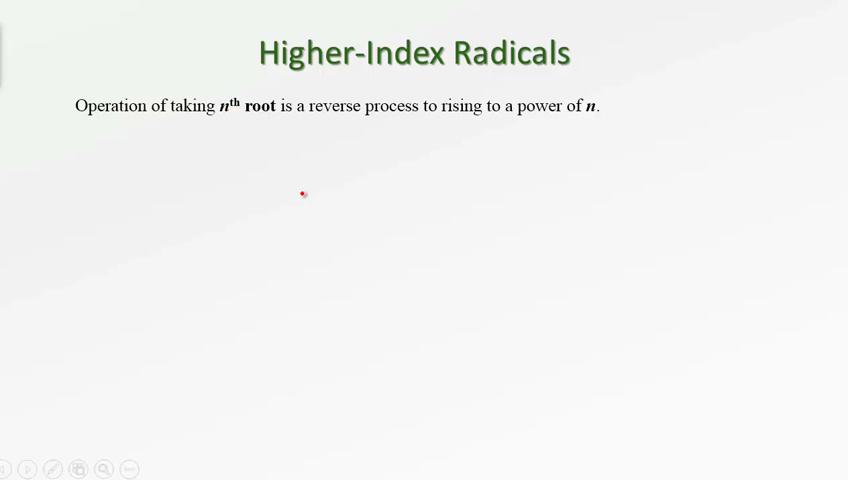 Higher-Index Radicals
Operation of taking nth root is a reverse process to rising to a power of n.